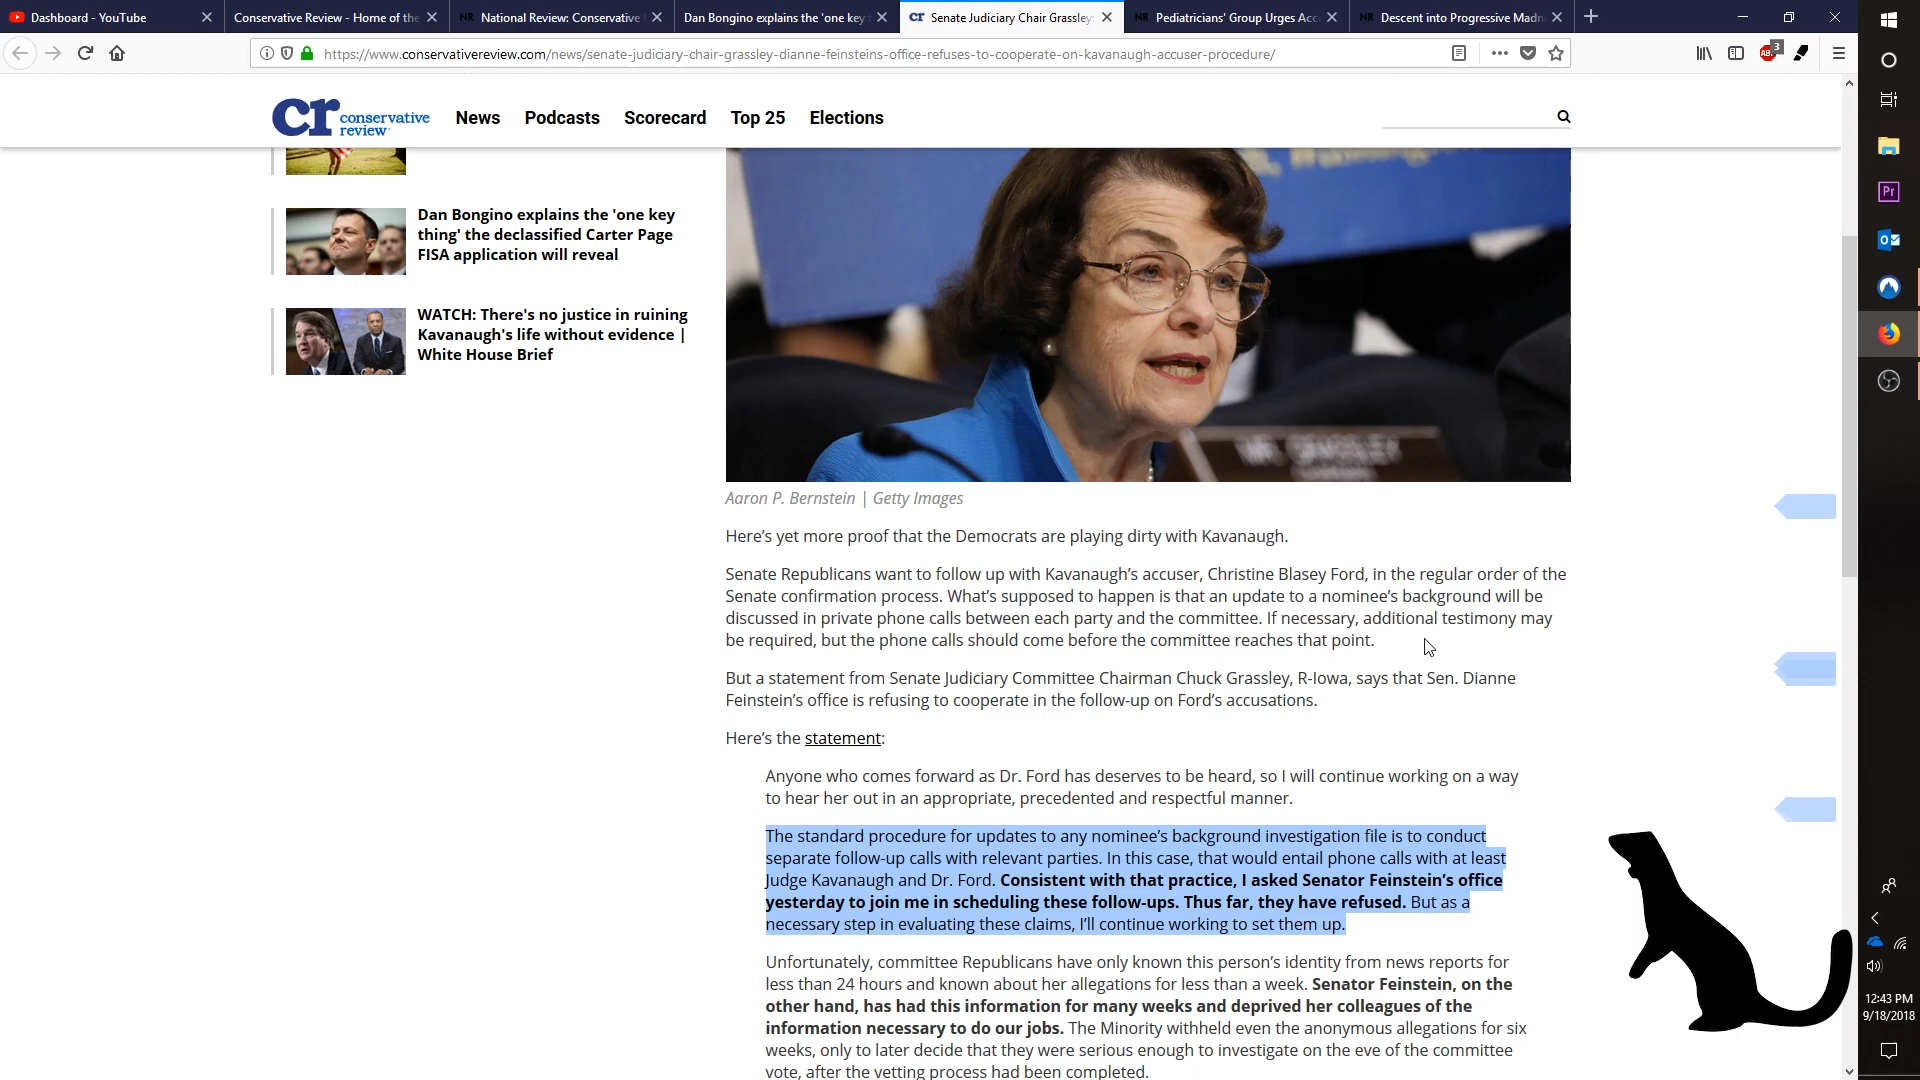 Dashboard - YouTube
Conservative Review - Home of the
National Review: Conservative
Dan Bongino explains the 'one key
Senate Judiciary Chair Grassley:
Pediatricians' Group Urges Acc
Descent into Progressive Madn
https://www.conservativereview.com/news/senate-judiciary-chair-grassley-dianne-feinsteins-office-refuses-to-cooperate-on-kavanaugh-accuser-procedure/
3
cr conservative review
News Podcasts Scorecard Top 25 Elections
Dan Bongino explains the 'one key
thing' the declassified Carter Page
FISA application will reveal
WATCH: There's no justice in ruining
Kavanaugh's life without evidence |
White House Brief
MR. GRASSLEY
Aaron P. Bernstein | Getty Images
Here's yet more proof that the Democrats are playing dirty with Kavanaugh.
Senate Republicans want to follow up with Kavanaugh's accuser, Christine Blasey Ford, in the regular order of the
Senate confirmation process. What's supposed to happen is that an update to a nominee's background will be
discussed in private phone calls between each party and the committee. If necessary, additional testimony may
be required, but the phone calls should come before the committee reaches that point.
But a statement from Senate Judiciary Committee Chairman Chuck Grassley, R-Iowa, says that Sen. Dianne
Feinstein's office is refusing to cooperate in the follow-up on Ford's accusations.
Here's the statement:
Anyone who comes forward as Dr. Ford has deserves to be heard, so I will continue working on a way
to hear her out in an appropriate, precedented and respectful manner.
The standard procedure for updates to any nominee's background investigation file is to conduct
separate follow-up calls with relevant parties. In this case, that would entail phone calls with at least
Judge Kavanaugh and Dr. Ford. Consistent with that practice, I asked Senator Feinstein's office
yesterday to join me in scheduling these follow-ups. Thus far, they have refused. But as a
necessary step in evaluating these claims, I'll continue working to set them up.
Unfortunately, committee Republicans have only known this person's identity from news reports for
less than 24 hours and known about her allegations for less than a week. Senator Feinstein, on the
other hand, has had this information for many weeks and deprived her colleagues of the
information necessary to do our jobs. The Minority withheld even the anonymous allegations for six
weeks, only to later decide that they were serious enough to investigate on the eve of the committee
vote, after the vetting process had been completed.
Pr
12:43 PM
9/18/2018